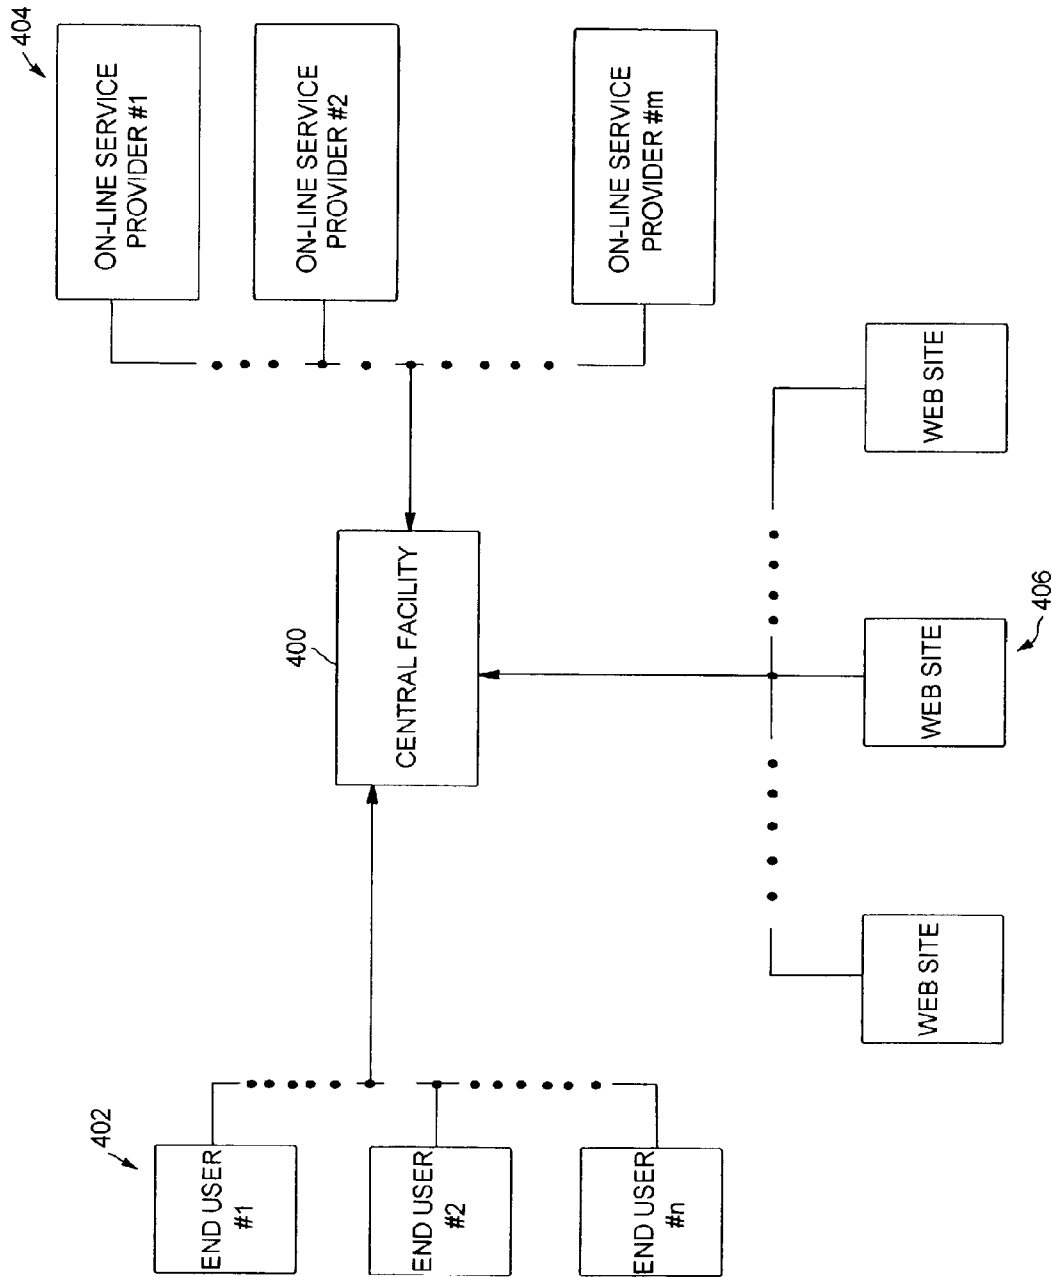 404
ON-LINE SERVICE
PROVIDER #1
ON-LINE SERVICE
PROVIDER #2
ON-LINE SERVICE
PROVIDER #m
400
CENTRAL FACILITY
402
END USER
#1
END USER
#2
END USER
#n
WEB SITE
WEB SITE
WEB SITE
406